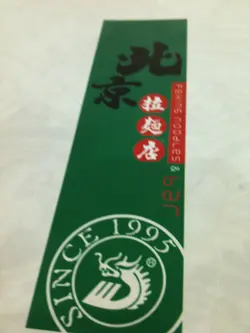 北京
拉麵店
PEKING NOODLES & bar
SINCE 1995
®